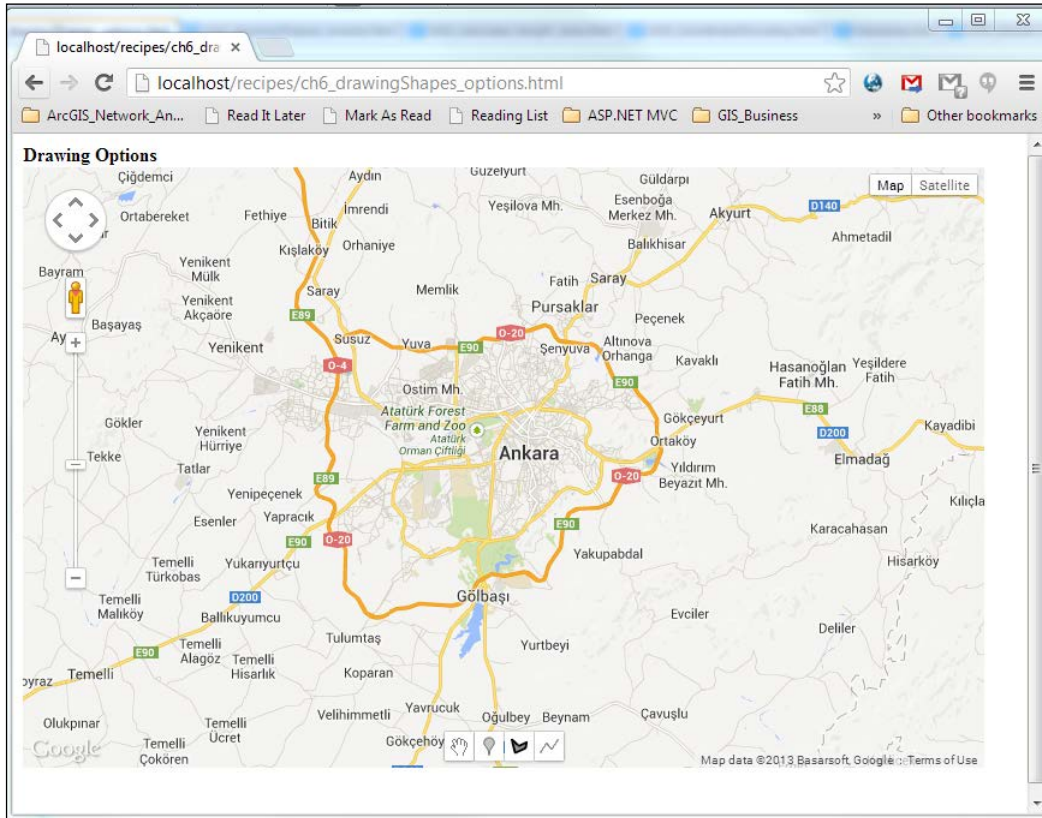 localhost/recipes/ch6_dra
localhost/recipes/ch6_drawingShapes_options.html
ArcGIS_Network_An... Read It Later Mark As Read Reading List ASP.NET MVC GIS_Business » Other bookmarks
Drawing Options
Çiğdemci
Aydın
Güzelyurt
Güldarpı
Map Satellite
Ortabereket
Fethiye
İmrendi
Bitik
Yeşilova Mh.
Esenboğa
Merkez Mh.
Akyurt
D140
Kışlaköy
Orhaniye
Balıkhisar
Ahmetadil
Bayram
Yenikent
Mülk
Saray
Memlik
Fatih
Saray
Yenikent
Akçaören
E89
Pursaklar
Peçenek
Ay
Başayaş
Yenikent
Susuz
Yuva
E90
O-20
Şenyuva
Altınova
Orhanga
Kavaklı
Hasanoğlan
Fatih Mh.
Yeşildere
Fatih
O-4
Ostim Mh.
E90
E88
Atatürk Forest
Farm and Zoo
Atatürk
Orman Çiftliği
Gökçeyurt
D200
Kayadibi
Gökler
Yenikent
Hürriye
Ankara
Ortaköy
Elmadağ
Tekke
Tatlar
E89
O-20
Yıldırım
Beyazıt Mh.
Yenipeçenek
Kılıçla
Esenler
Yapracık
E90
Karacahasan
E90
O-20
Yakupabdal
Hisarköy
Temelli
Türkobas
Yukarıyurtçu
Temelli
Malıköy
D200
Ballıkuyumcu
Gölbaşı
Evciler
Deliler
E90
Temelli
Alagöz
Temelli
Hisarlık
Tulumtaş
Yurtbeyi
oyraz
Temelli
Koparan
Olukpınar
Temelli
Ücret
Velihimmetli
Yavrucuk
Oğulbey
Beynam
Çavuşlu
Google
Temelli
Çokören
Gökçehöy
Map data ©2013 Basarsoft, Google - Terms of Use